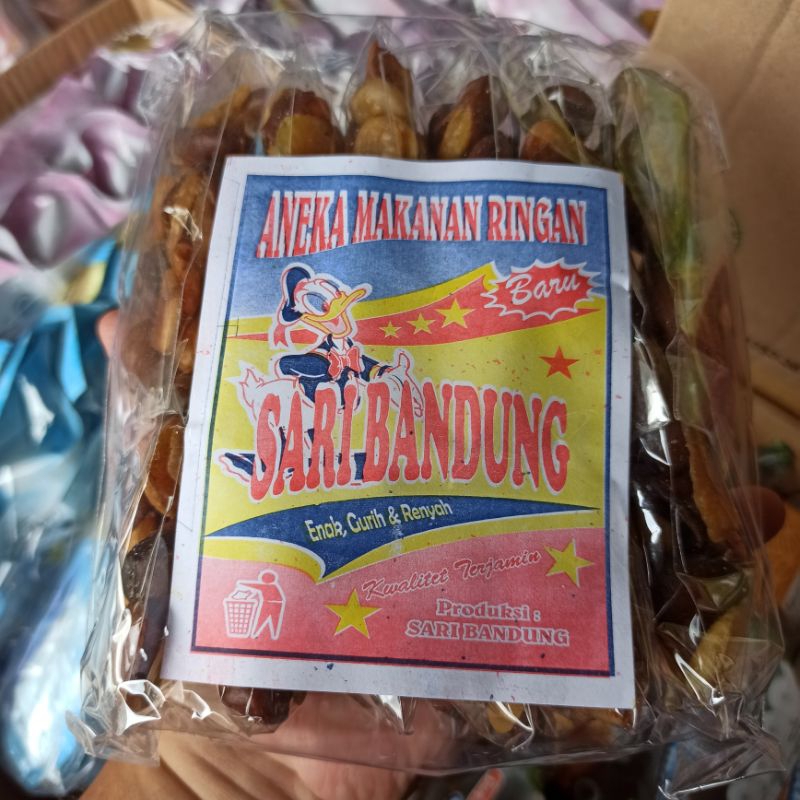 ANEKA MAKANAN RINGAN
Baru
SARI BANDUNG
Enak, Gurih & Renyah
Kwalitet Terjamin
Produksi :
SARI BANDUNG